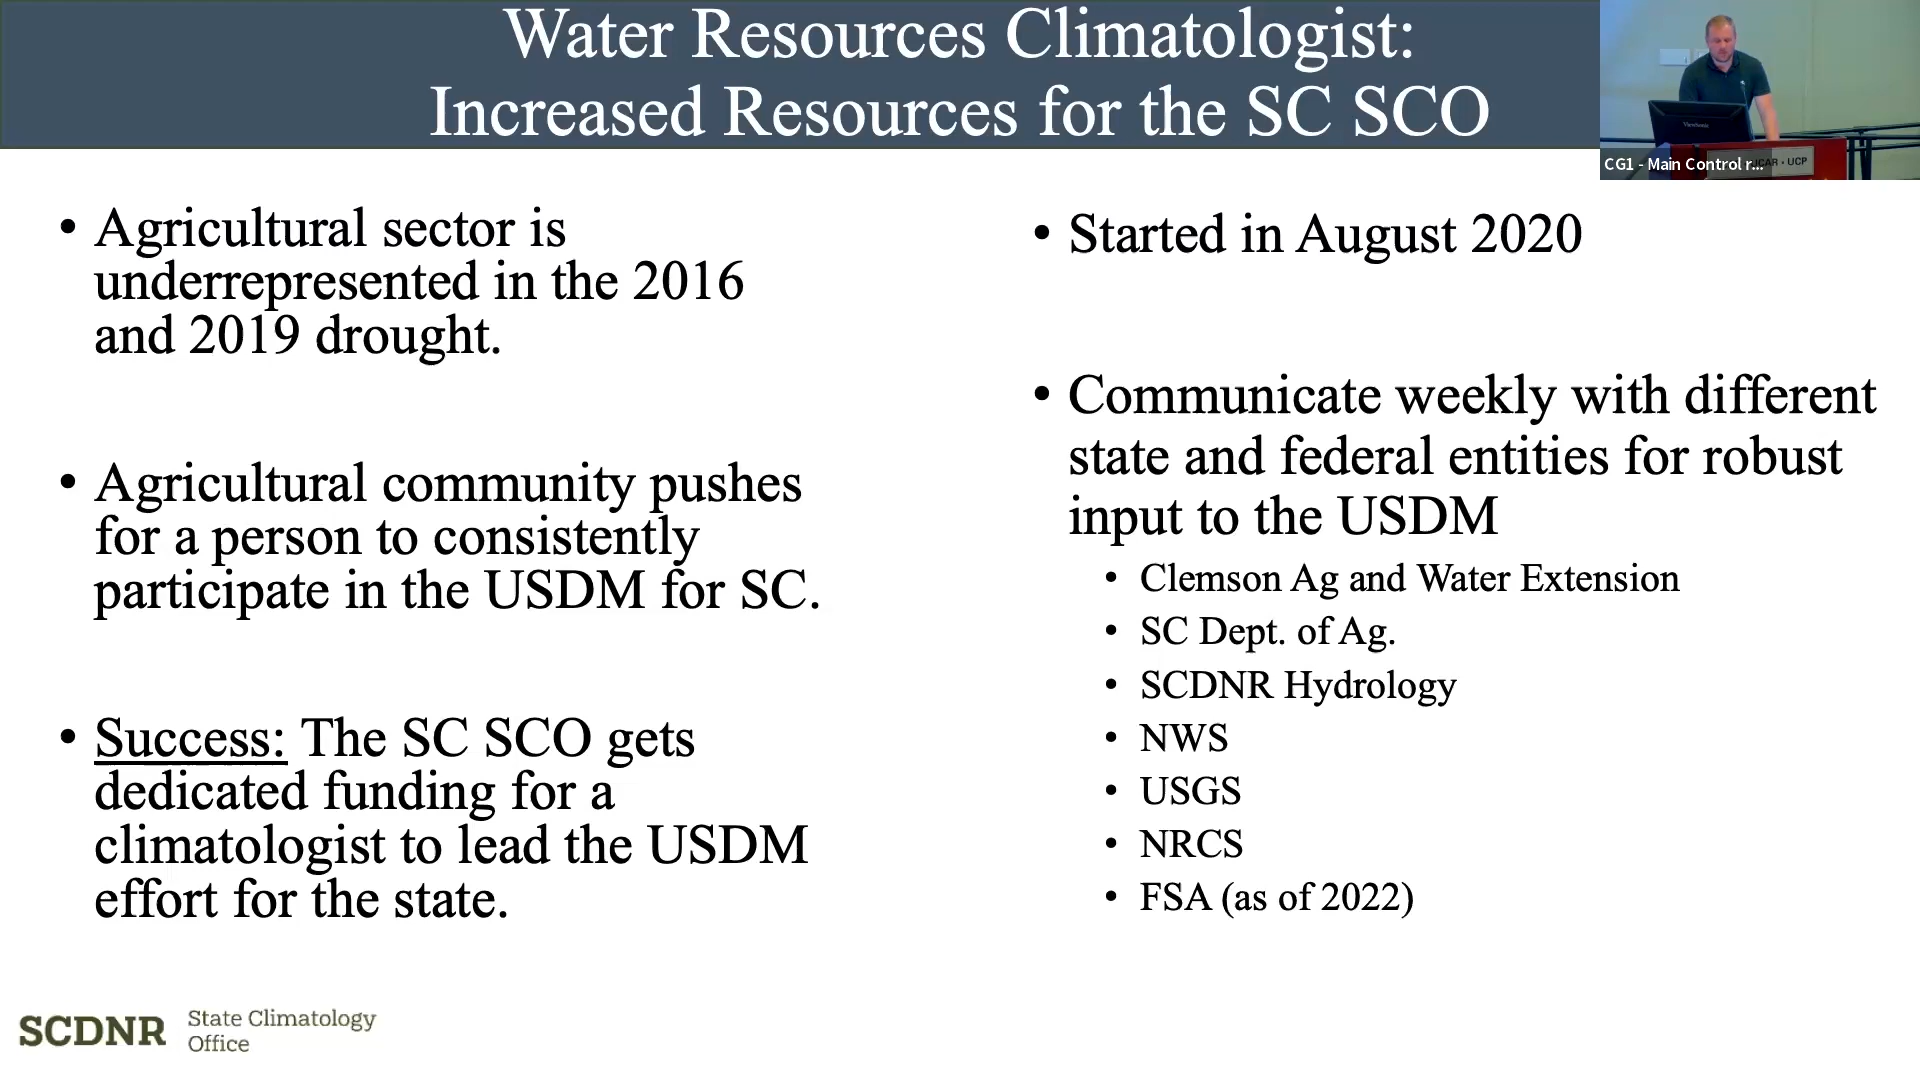 Water Resources Climatologist:
Increased Resources for the SC SCO
• Agricultural sector is
underrepresented in the 2016
and 2019 drought.
• Agricultural community pushes
for a person to consistently
participate in the USDM for SC.
• Success: The SC SCO gets
dedicated funding for a
climatologist to lead the USDM
effort for the state.
• Started in August 2020
• Communicate weekly with different
state and federal entities for robust
input to the USDM
• Clemson Ag and Water Extension
• SC Dept. of Ag.
• SCDNR Hydrology
• NWS
• USGS
• NRCS
• FSA (as of 2022)
SCDNR
State Climatology
Office
ViewSonic
UCAR • UCP
CG1 - Main Control r...